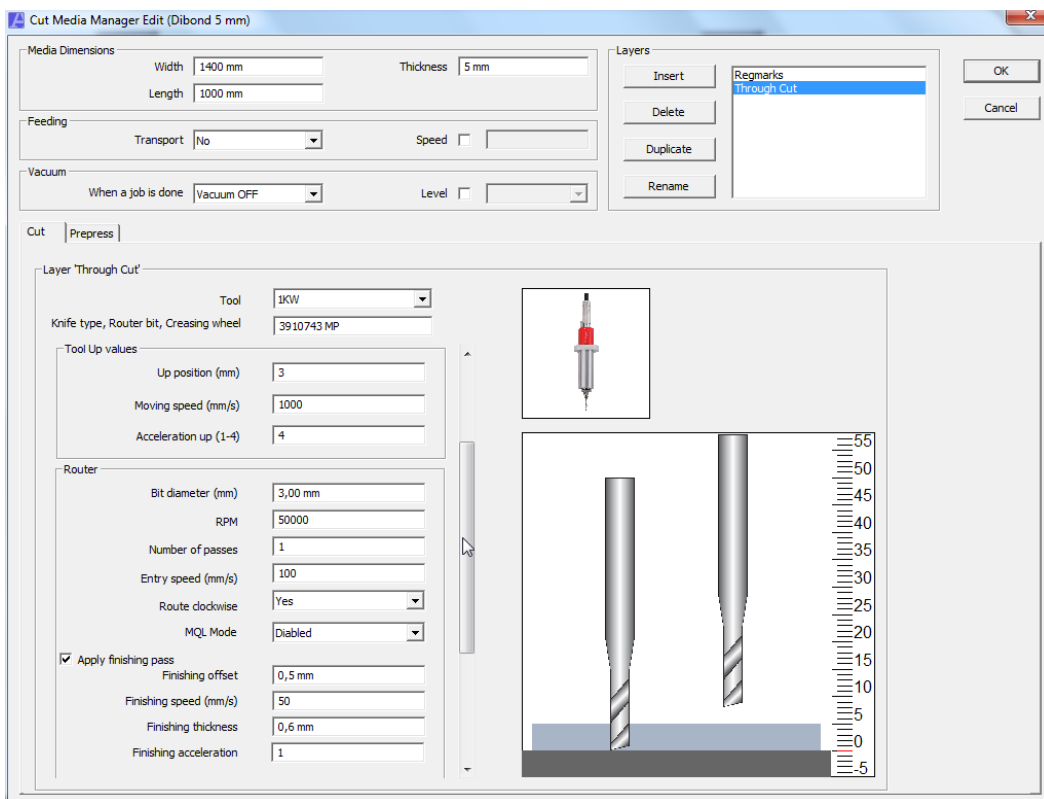 Cut Media Manager Edit (Dibond 5 mm)
Media Dimensions
Width 1400 mm Thickness 5 mm
Length 1000 mm
Feeding
Transport No Speed
Vacuum
When a job is done Vacuum OFF Level
Layers
Insert
Delete
Duplicate
Rename
Regmarks
Through Cut
OK
Cancel
Cut Prepress
Layer 'Through Cut'
Tool 1KW
Knife type, Router bit, Creasing wheel 3910743 MP
Tool Up values
Up position (mm) 3
Moving speed (mm/s) 1000
Acceleration up (1-4) 4
Router
Bit diameter (mm) 3,00 mm
RPM 50000
Number of passes 1
Entry speed (mm/s) 100
Route clockwise Yes
MQL Mode Diabled
Apply finishing pass
Finishing offset 0,5 mm
Finishing speed (mm/s) 50
Finishing thickness 0,6 mm
Finishing acceleration 1
55
50
45
40
35
30
25
20
15
10
5
0
-5